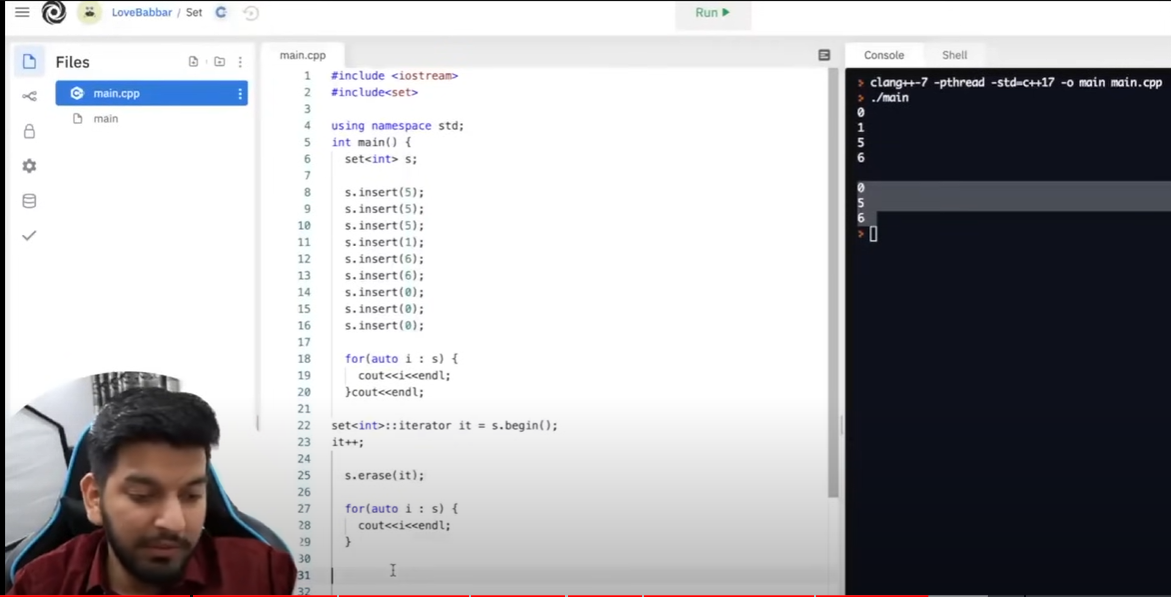 LoveBabbar / Set
Run
Files
main.cpp
main
main.cpp
1 #include <iostream>
2 #include<set>
3
4 using namespace std;
5 int main() {
6 set<int> s;
7
8 s.insert(5);
9 s.insert(5);
10 s.insert(5);
11 s.insert(1);
12 s.insert(6);
13 s.insert(6);
14 s.insert(0);
15 s.insert(0);
16 s.insert(0);
17
18 for(auto i : s) {
19 cout<<i<<endl;
20 }cout<<endl;
21
22 set<int>::iterator it = s.begin();
23 it++;
24
25 s.erase(it);
26
27 for(auto i : s) {
28 cout<<i<<endl;
29 }
30
31
32
Console Shell
> clang++-7 -pthread -std=c++17 -o main main.cpp
> ./main
0
1
5
6
0
5
6
>